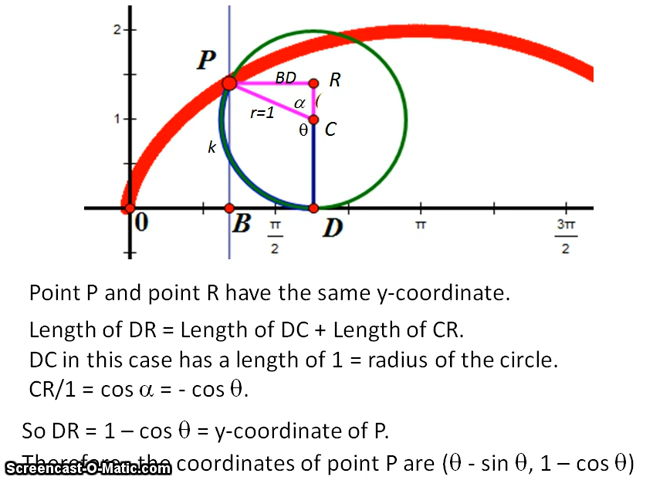 2
P
BD
R
α
(
r=1
1
θ
C
k
0
B
π
2
D
π
3π
2
Point P and point R have the same y-coordinate.
Length of DR = Length of DC + Length of CR.
DC in this case has a length of 1 = radius of the circle.
CR/1 = cos α = - cos θ.
So DR = 1 – cos θ = y-coordinate of P.
Therefore, the coordinates of point P are (θ - sin θ, 1 – cos θ)
Screencast-O-Matic.com